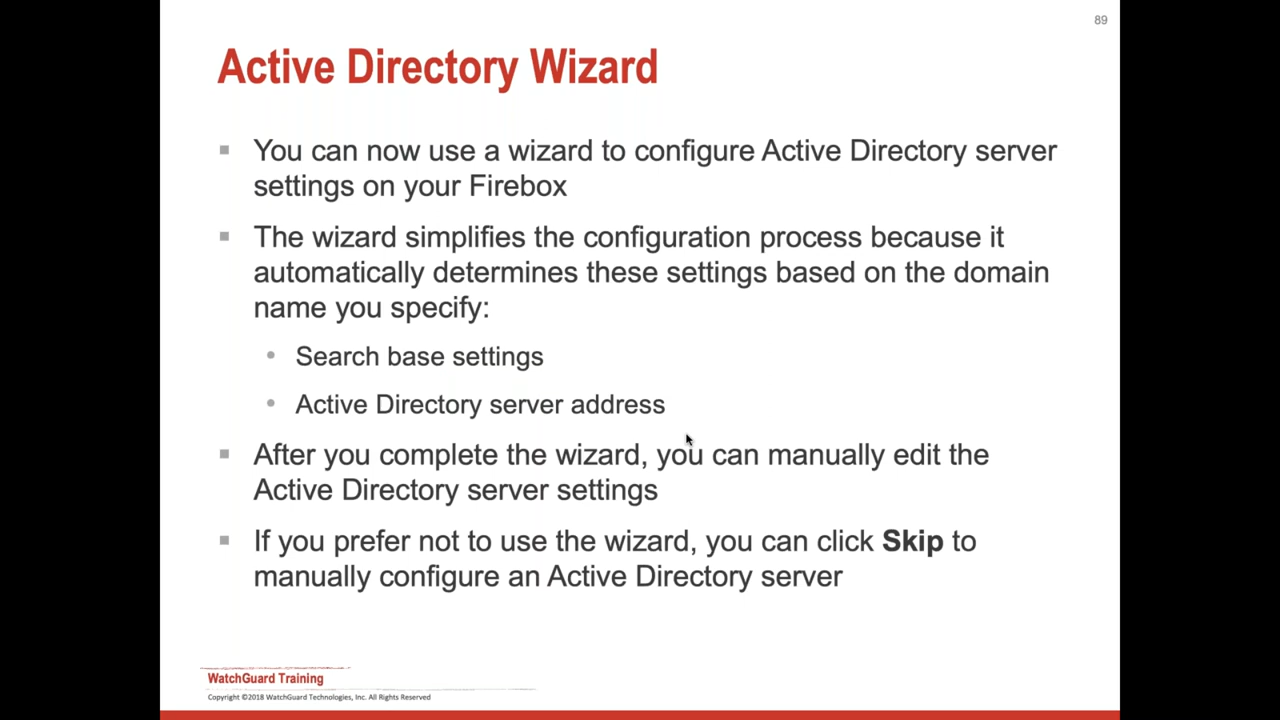 89
Active Directory Wizard
You can now use a wizard to configure Active Directory server
settings on your Firebox
The wizard simplifies the configuration process because it
automatically determines these settings based on the domain
name you specify:
Search base settings
Active Directory server address
After you complete the wizard, you can manually edit the
Active Directory server settings
If you prefer not to use the wizard, you can click Skip to
manually configure an Active Directory server
WatchGuard Training
Copyright ©2018 WatchGuard Technologies, Inc. All Rights Reserved